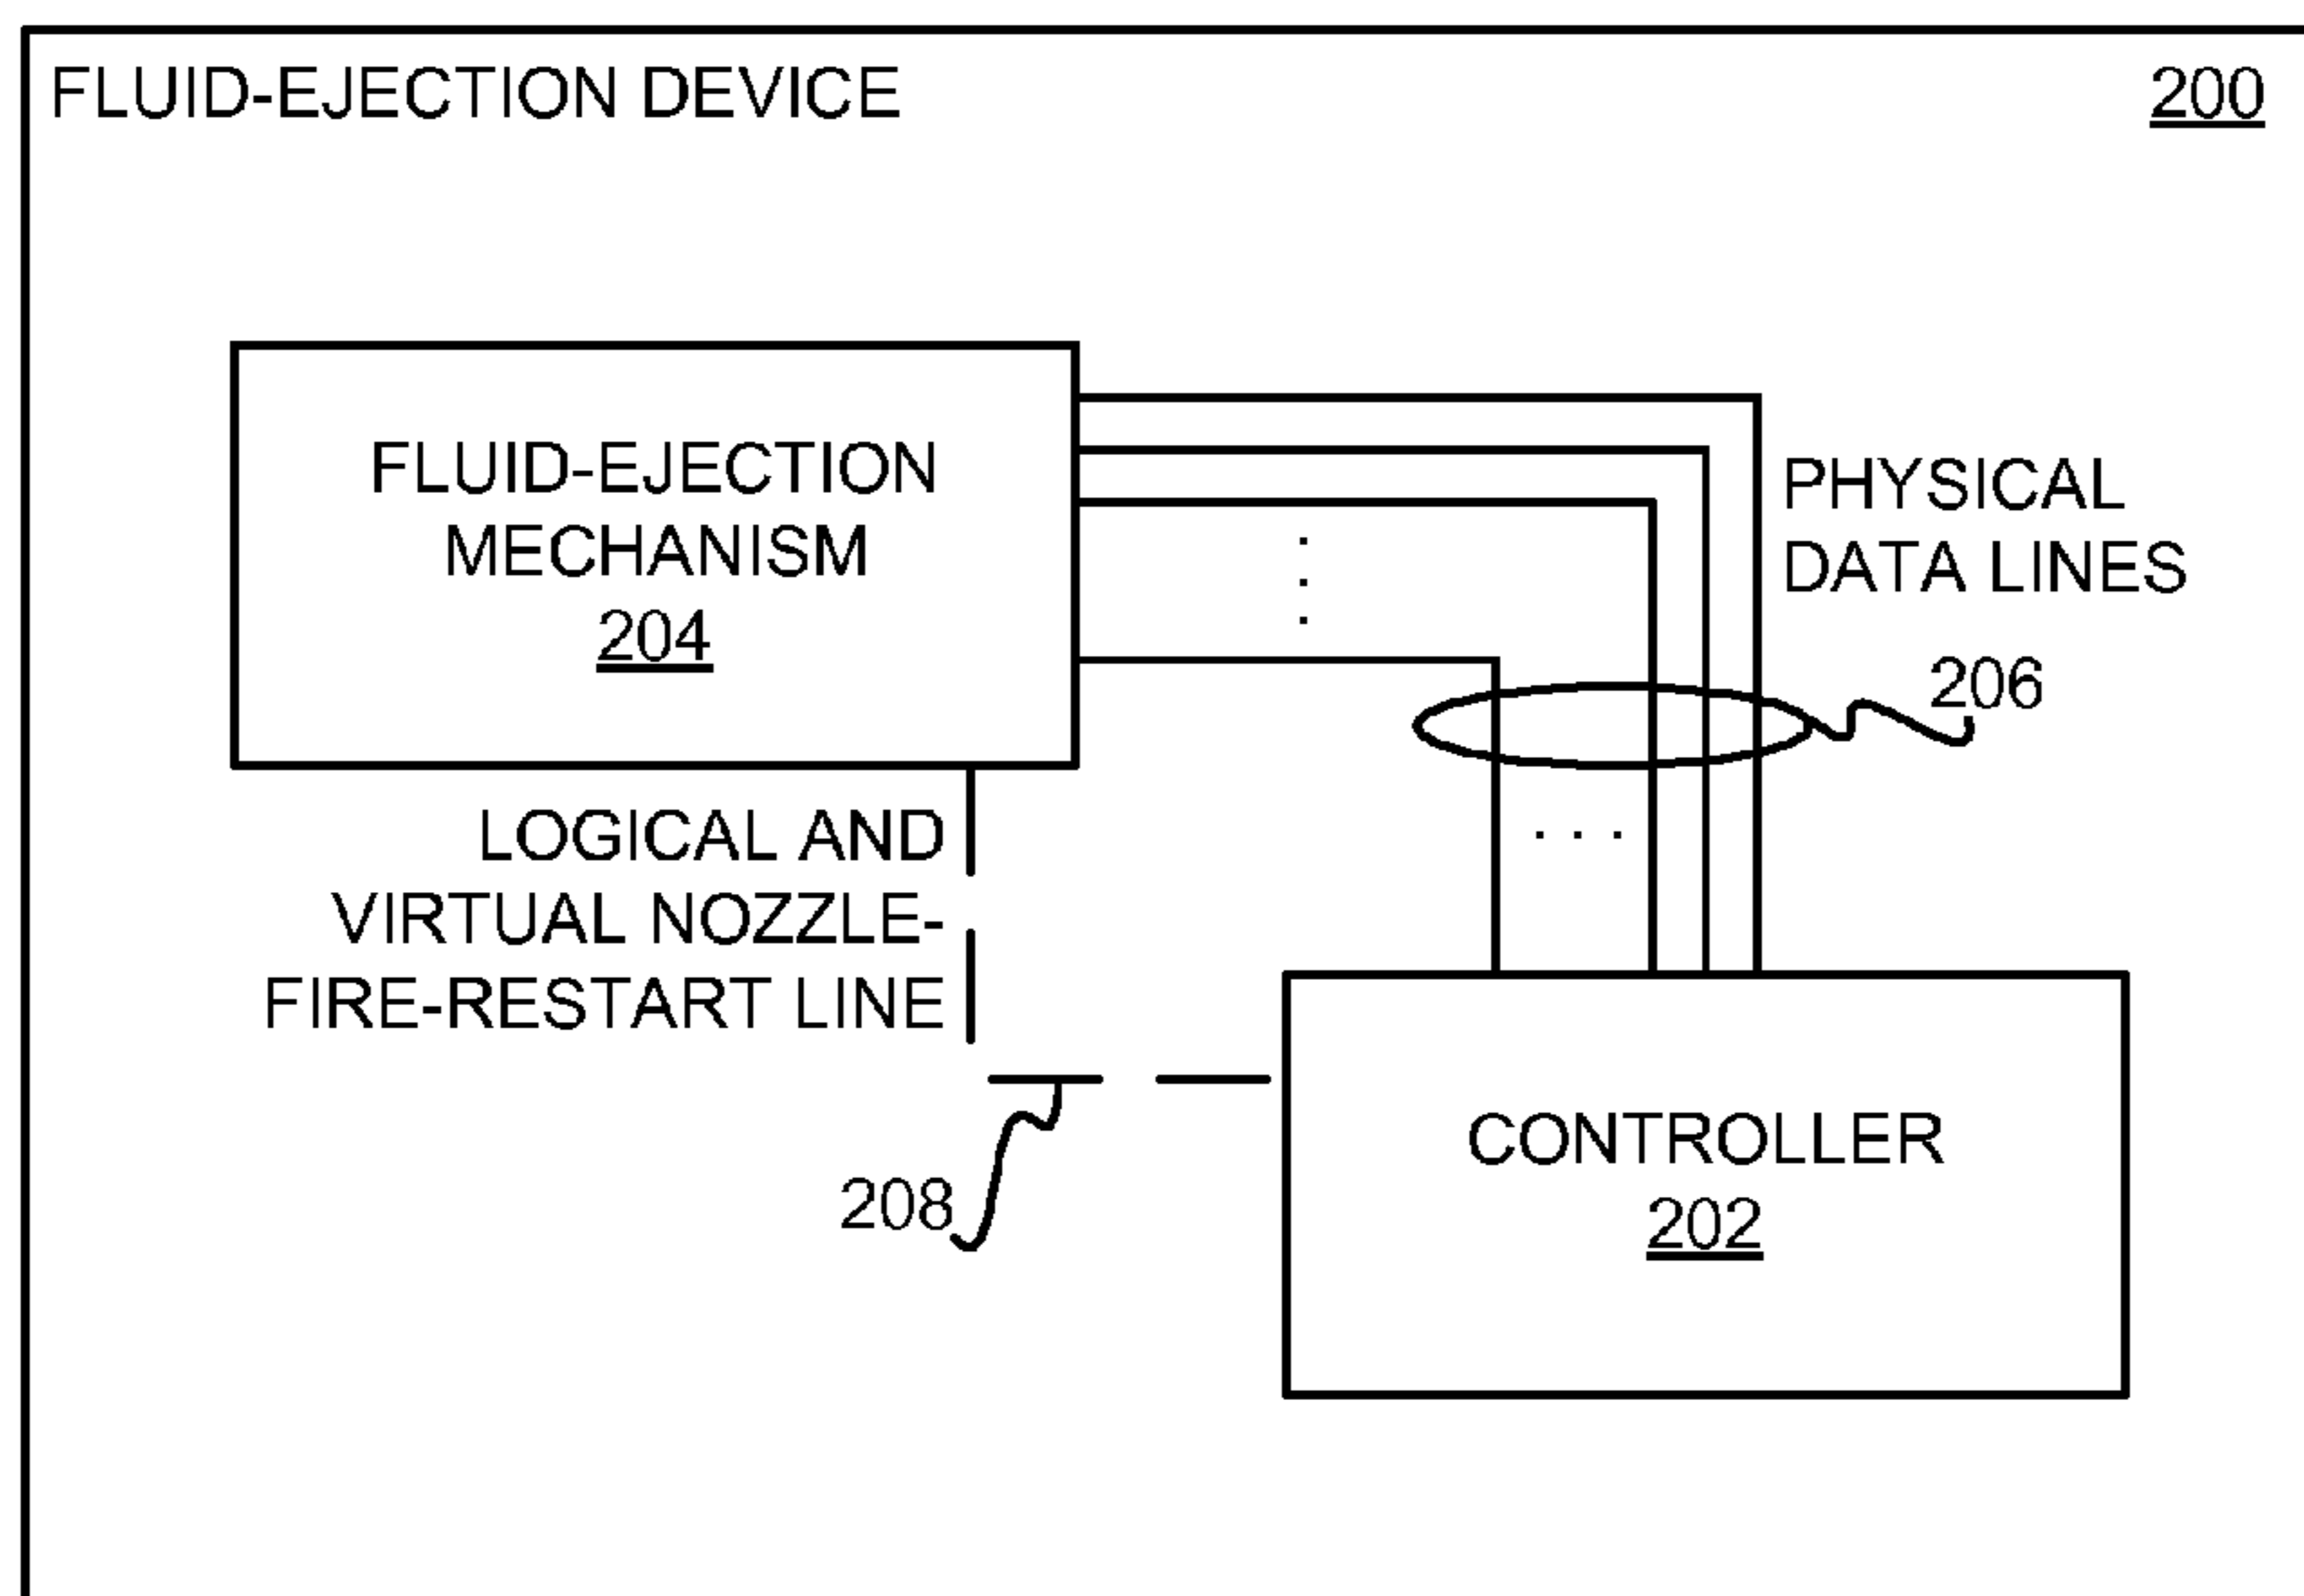 FLUID-EJECTION DEVICE
200
FLUID-EJECTION
MECHANISM
204
PHYSICAL
DATA LINES
206
LOGICAL AND
VIRTUAL NOZZLE-
FIRE-RESTART LINE
208
CONTROLLER
202